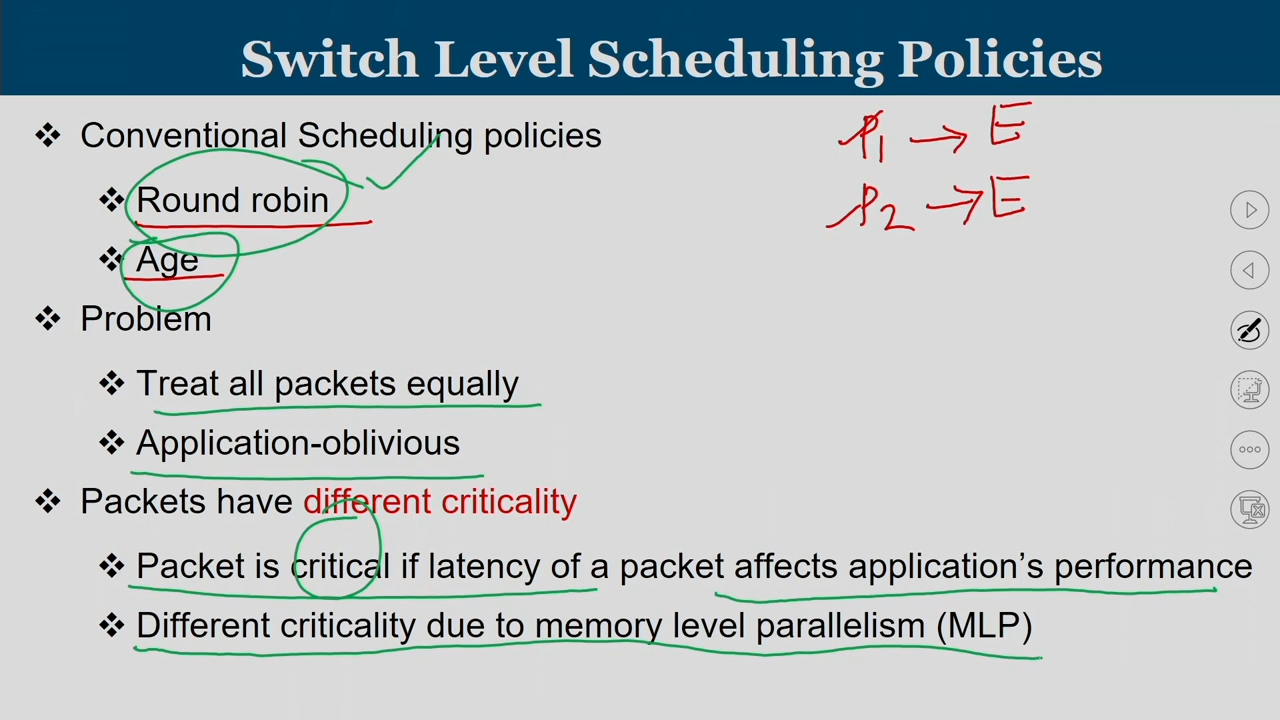 Switch Level Scheduling Policies
❖ Conventional Scheduling policies
❖ Round robin
❖ Age
❖ Problem
❖ Treat all packets equally
❖ Application-oblivious
❖ Packets have different criticality
❖ Packet is critical if latency of a packet affects application's performance
❖ Different criticality due to memory level parallelism (MLP)
P1 → E
P2 → E